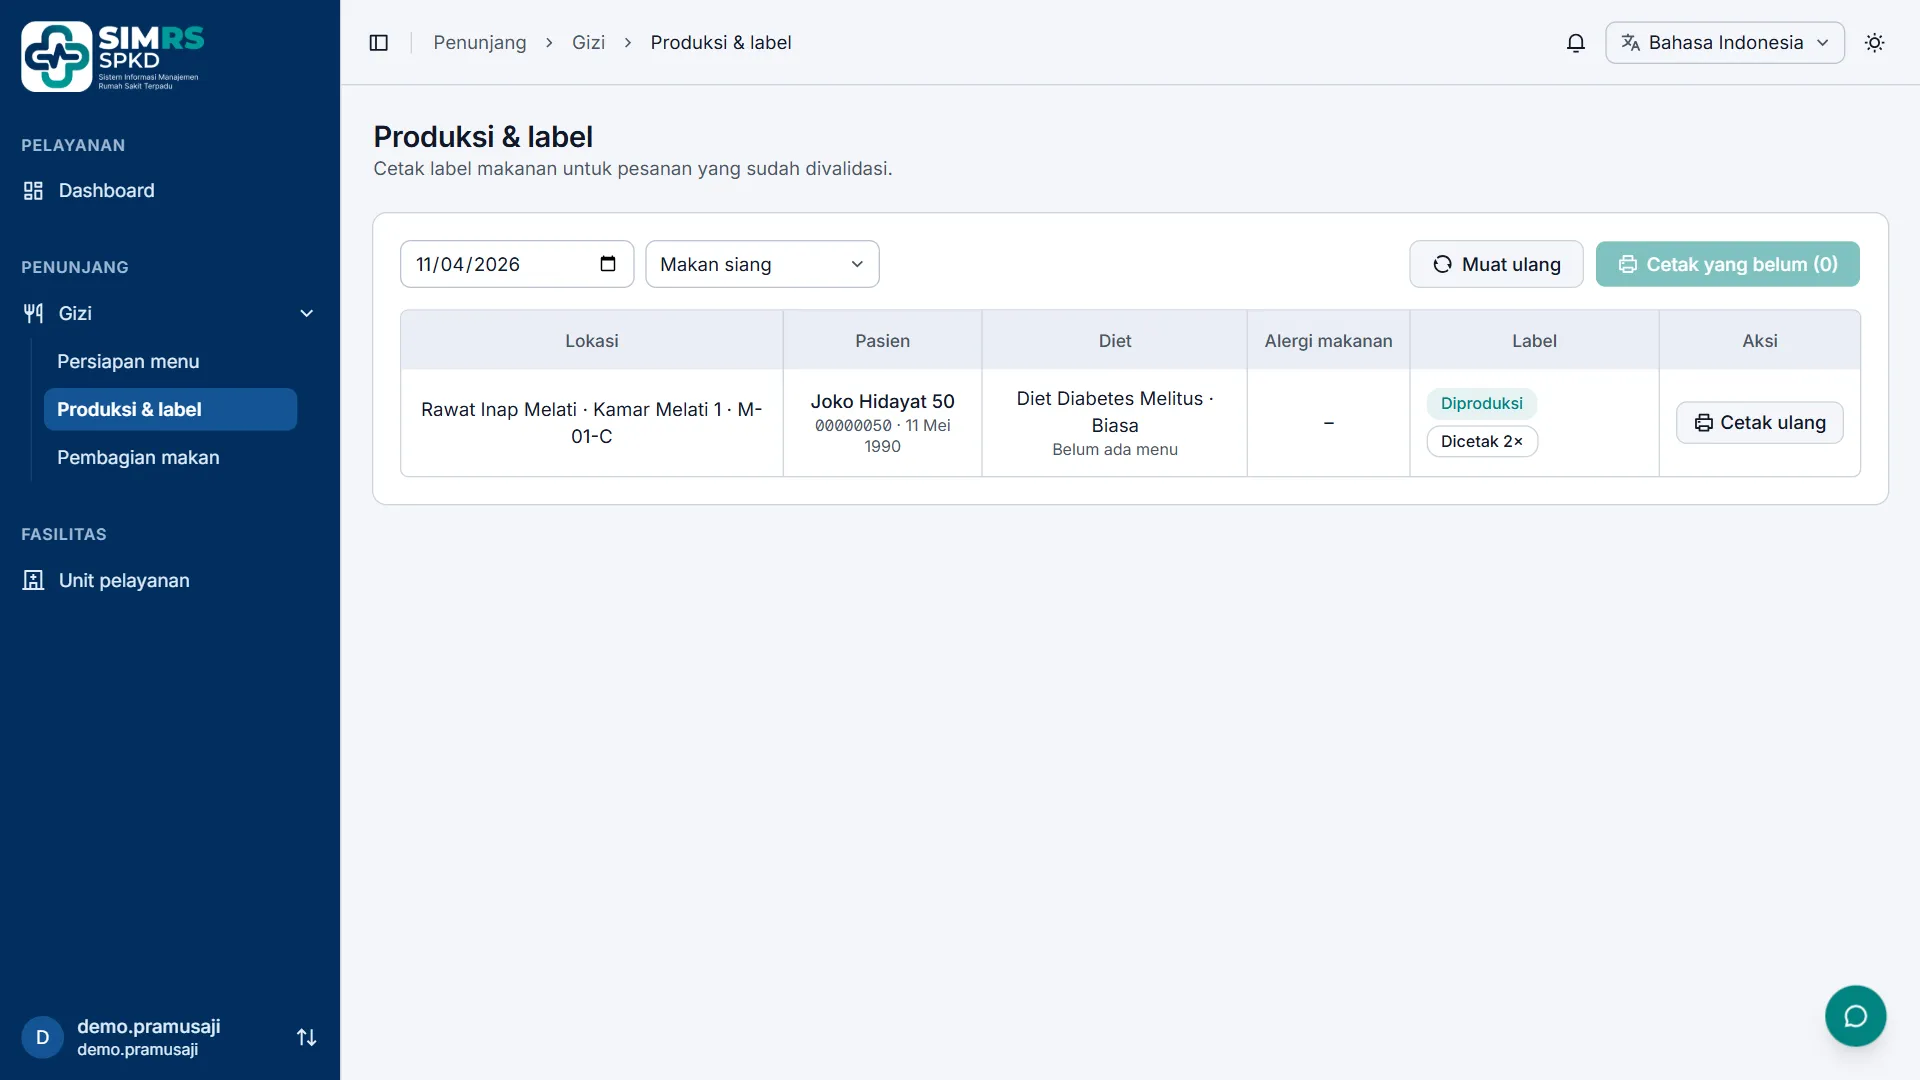 SIMRS
SPKD
Sistem Informasi Manajemen
Rumah Sakit Terpadu
PELAYANAN
Dashboard
PENUNJANG
Gizi
Persiapan menu
Produksi & label
Pembagian makan
FASILITAS
Unit pelayanan
D
demo.pramusaji
demo.pramusaji
Penunjang > Gizi > Produksi & label
Bahasa Indonesia
Produksi & label
Cetak label makanan untuk pesanan yang sudah divalidasi.
11/04/2026
Makan siang
Muat ulang
Cetak yang belum (0)
Lokasi
Pasien
Diet
Alergi makanan
Label
Aksi
Rawat Inap Melati · Kamar Melati 1 · M-
01-C
Joko Hidayat 50
00000050 · 11 Mei
1990
Diet Diabetes Melitus ·
Biasa
Belum ada menu
–
Diproduksi
Dicetak 2×
Cetak ulang